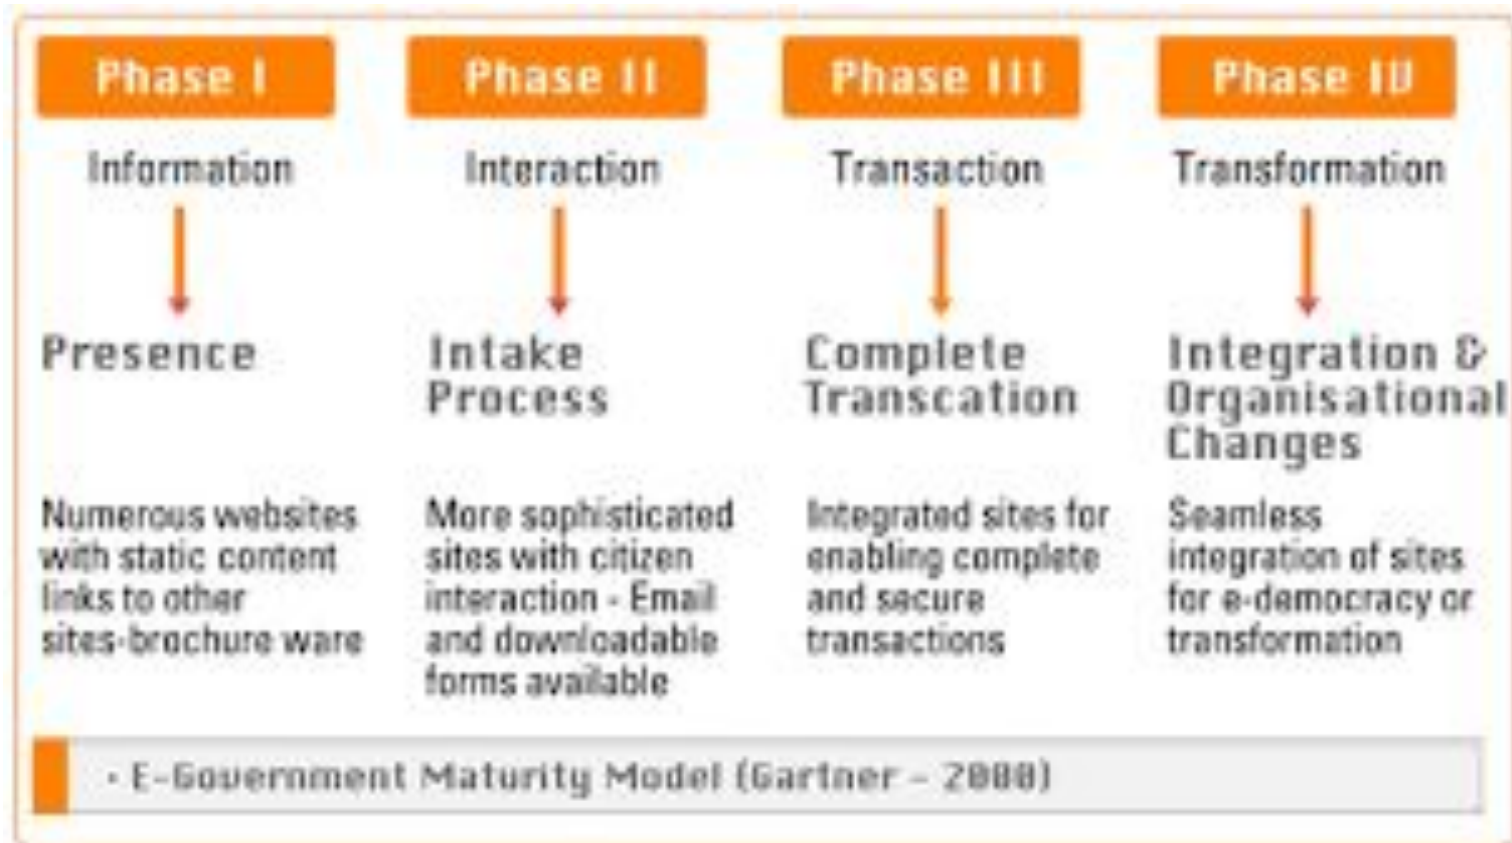 Phase I
Information
Presence
Numerous websites
with static content
links to other
sites-brochure ware
Phase II
Interaction
Intake
Process
More sophisticated
sites with citizen
interaction - Email
and downloadable
forms available
Phase III
Transaction
Complete
Transcation
Integrated sites for
enabling complete
and secure
transactions
Phase IV
Transformation
Integration &
Organisational
Changes
Seamless
integration of sites
for e-democracy or
transformation
· E-Government Maturity Model (Gartner – 2000)